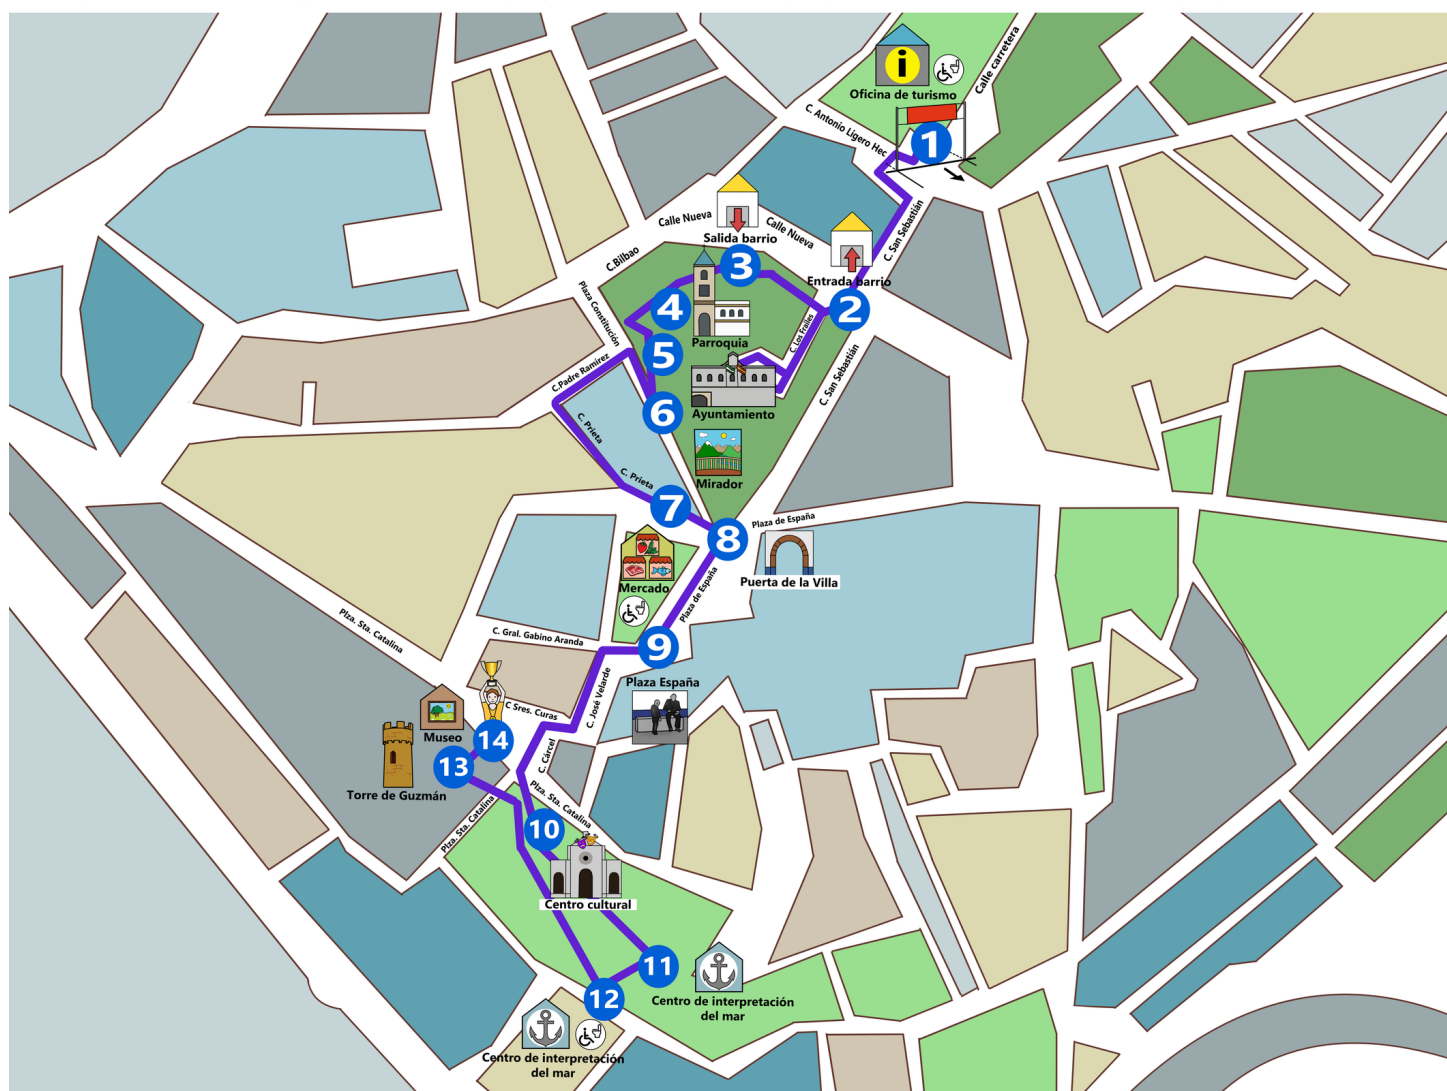 i
Oficina de turismo
Calle carretera
C. Antonio Ligero Hec
1
Calle Nueva
Salida barrio
Calle Nueva
C. San Sebastián
C.Bilbao
3
Entrada barrio
2
4
Plaza Constitución
Parroquia
C. Los Frailes
5
C.Padre Ramírez
C. San Sebastián
6
Ayuntamiento
C. Prieta
C. Prieta
Mirador
7
8
Plaza de España
Puerta de la Villa
Mercado
Plaza de España
Plza. Sta. Catalina
C. Gral. Gabino Aranda
9
Plaza España
C. José Velarde
C Sres. Curas
Museo
14
C. Cárcel
13
Torre de Guzmán
Plza. Sta. Catalina
Plza. Sta. Catalina
10
Centro cultural
11
12
Centro de interpretación
del mar
Centro de interpretación
del mar